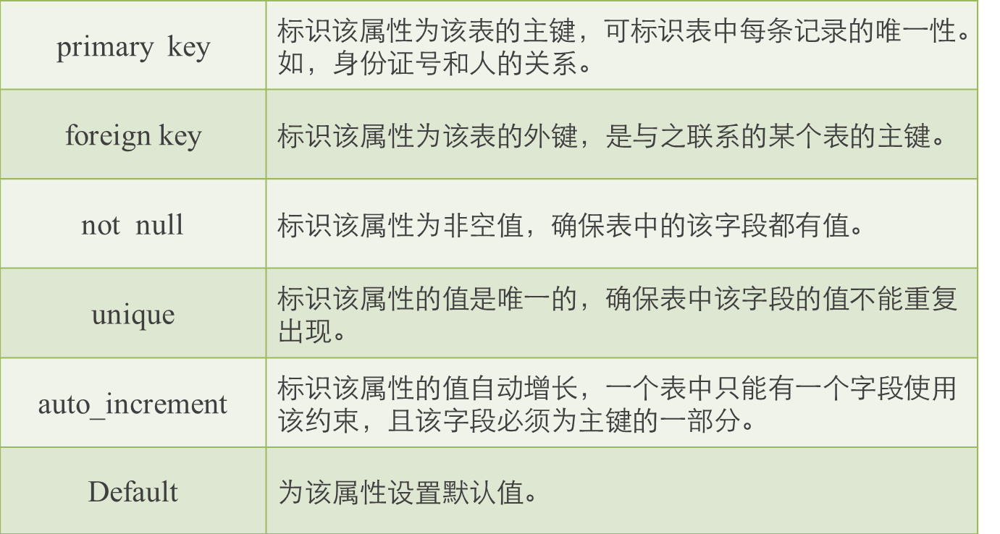 primary key
标识该属性为该表的主键，可标识表中每条记录的唯一性。
如，身份证号和人的关系。
foreign key
标识该属性为该表的外键，是与之联系的某个表的主键。
not null
标识该属性为非空值，确保表中的该字段都有值。
unique
标识该属性的值是唯一的，确保表中该字段的值不能重复
出现。
auto_increment
标识该属性的值自动增长，一个表中只能有一个字段使用
该约束，且该字段必须为主键的一部分。
Default
为该属性设置默认值。